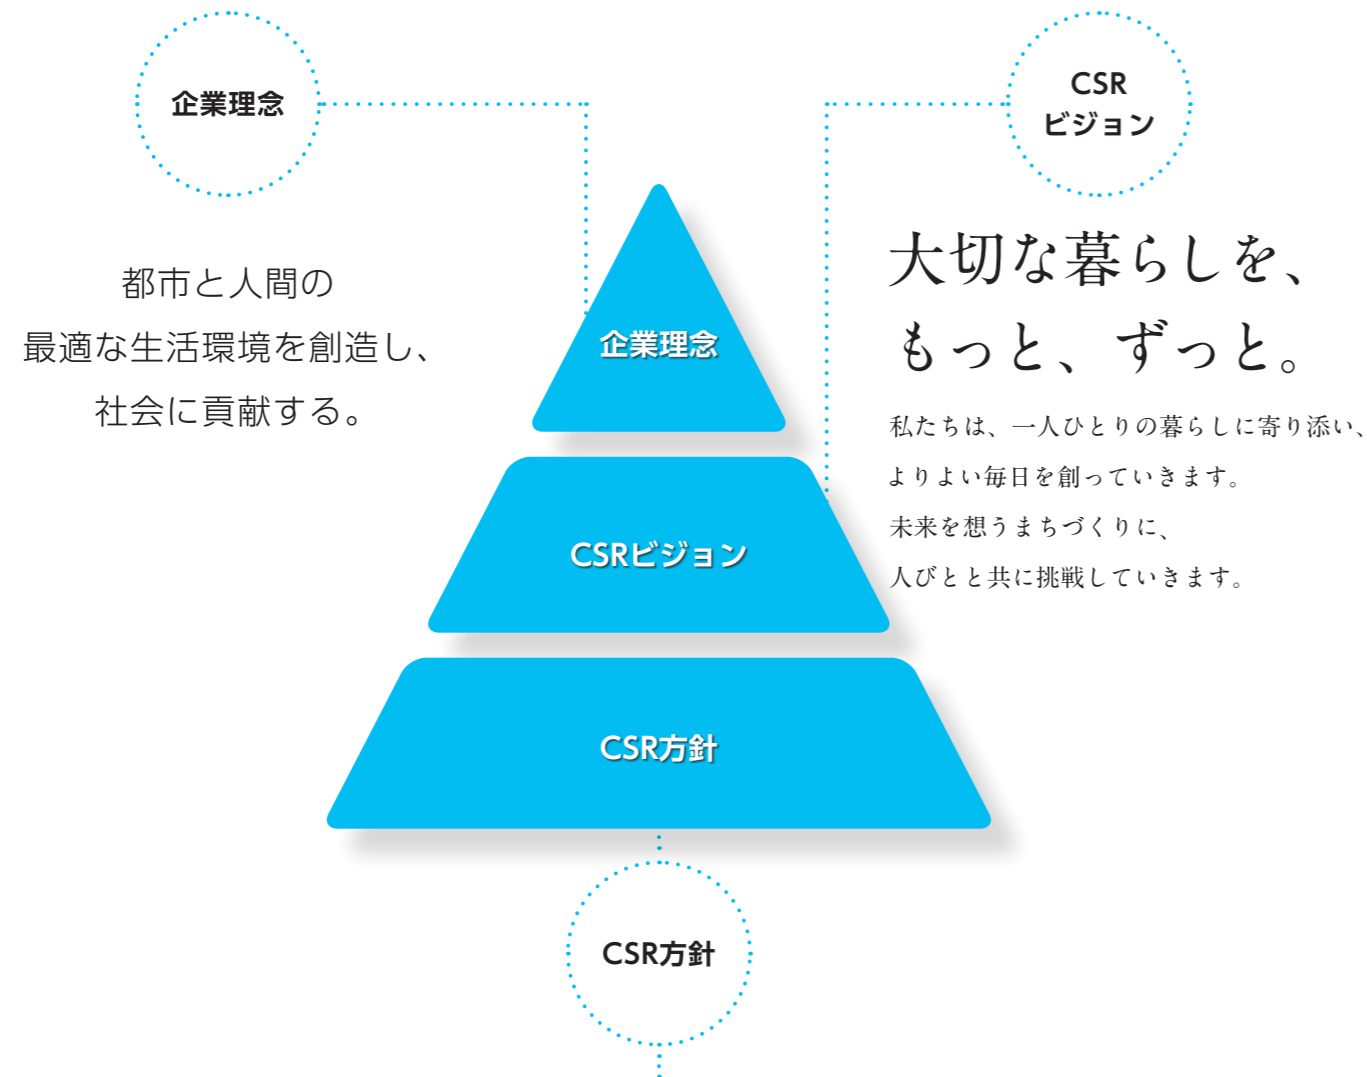 企業理念
都市と人間の
最適な生活環境を創造し、
社会に貢献する。
CSR
ビジョン
大切な暮らしを、
もっと、ずっと。
私たちは、一人ひとりの暮らしに寄り添い、
よりよい毎日を創っていきます。
未来を想うまちづくりに、
人びとと共に挑戦していきます。
企業理念
CSRビジョン
CSR方針
CSR方針